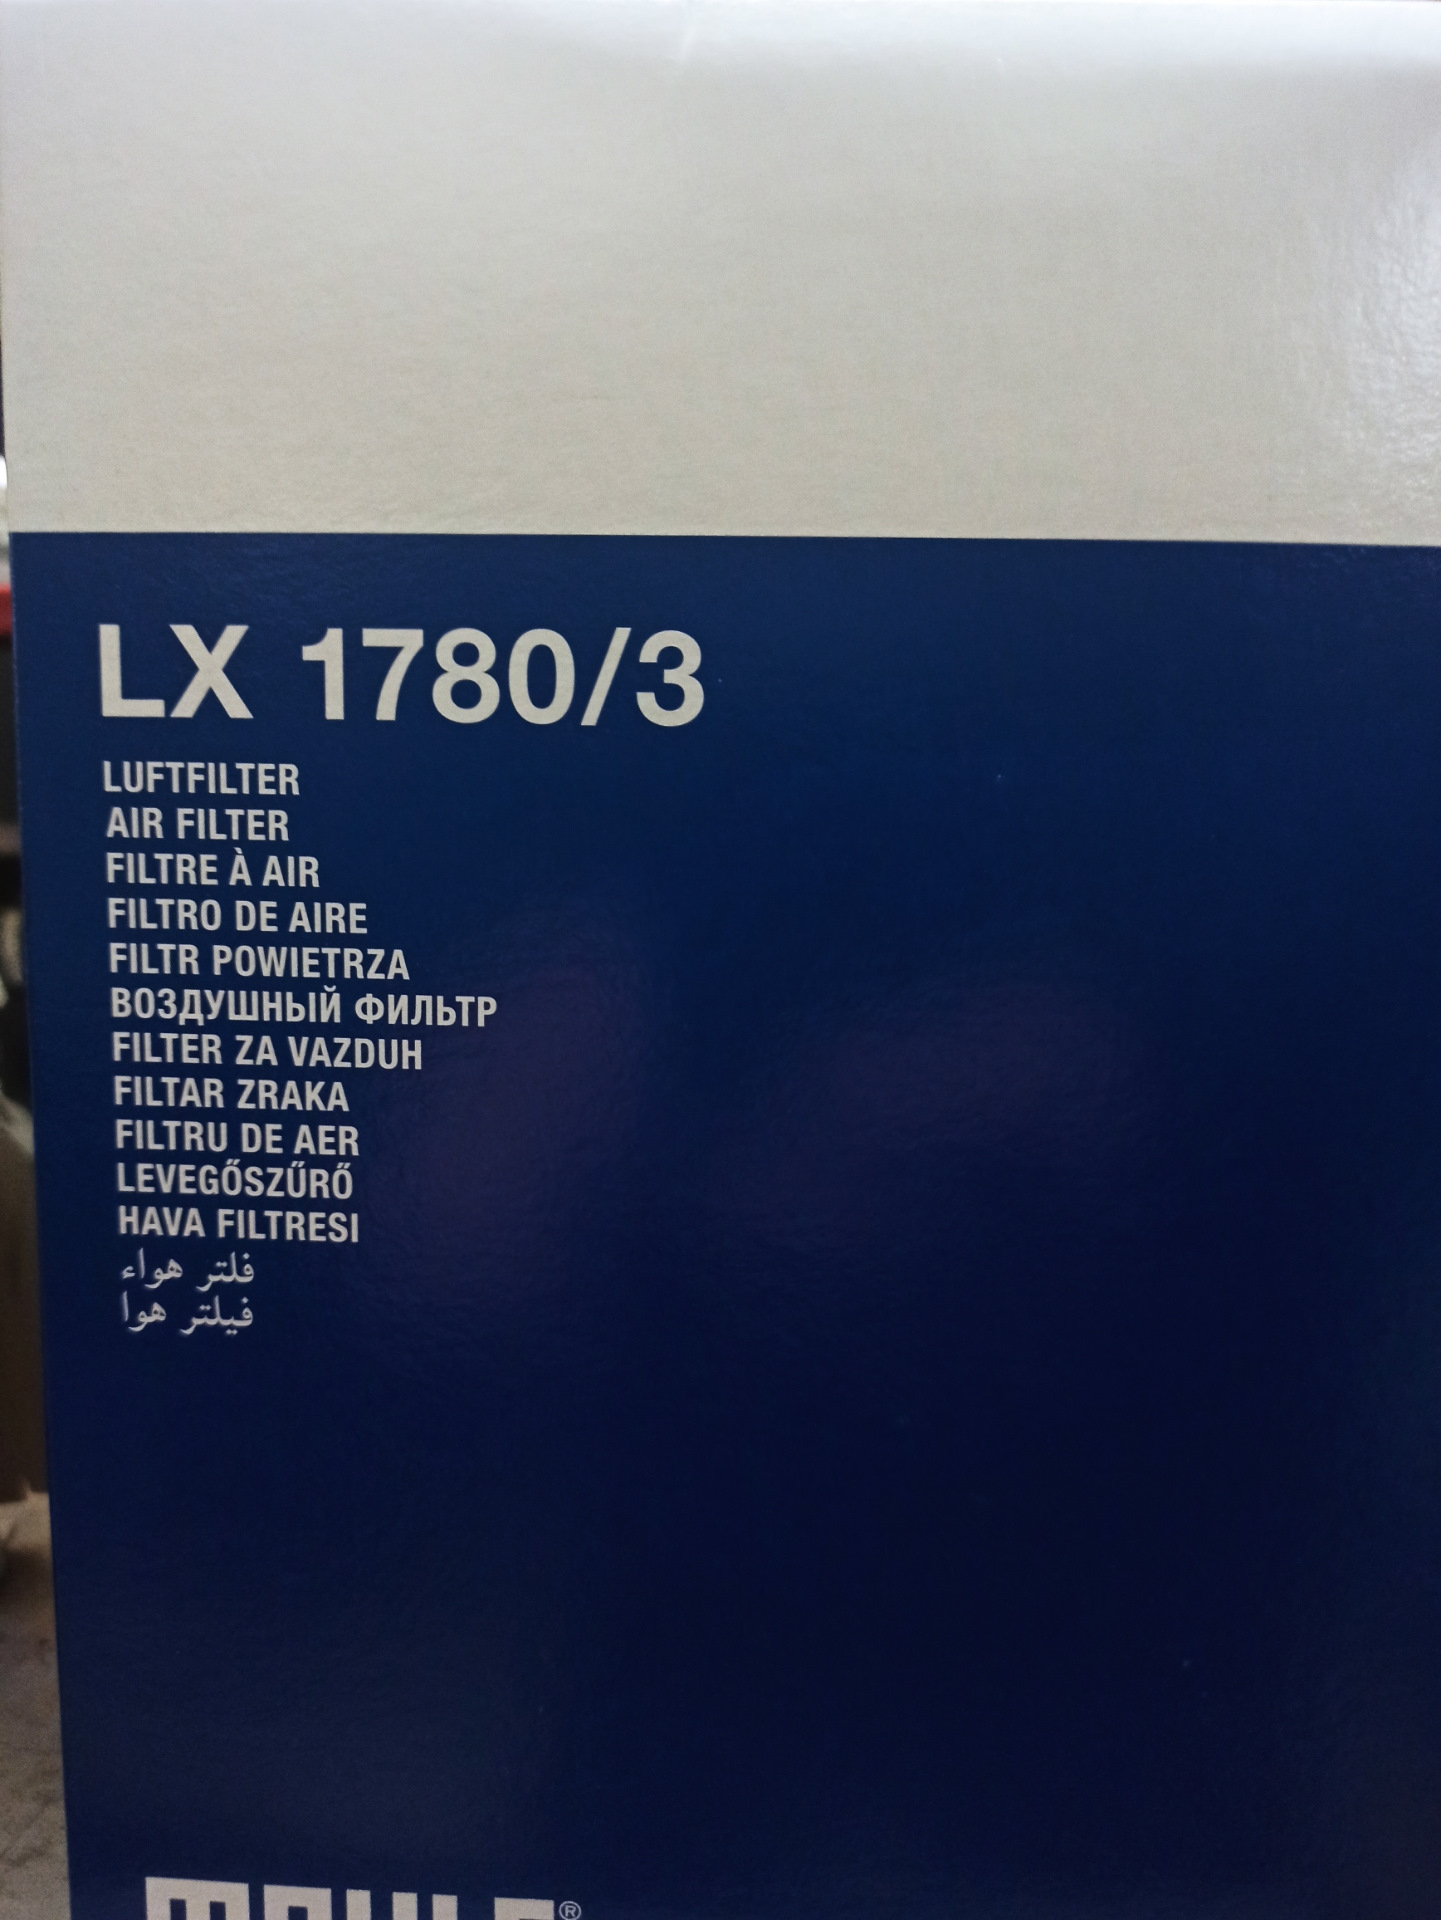 LX 1780/3
LUFTFILTER
AIR FILTER
FILTRE À AIR
FILTRO DE AIRE
FILTR POWIETRZA
ВОЗДУШНЫЙ ФИЛЬТР
FILTER ZA VAZDUH
FILTAR ZRAKA
FILTRU DE AER
LEVEGŐSZŰRŐ
HAVA FILTRESI
فلتر هواء
فيلتر هوا
MAHLE®